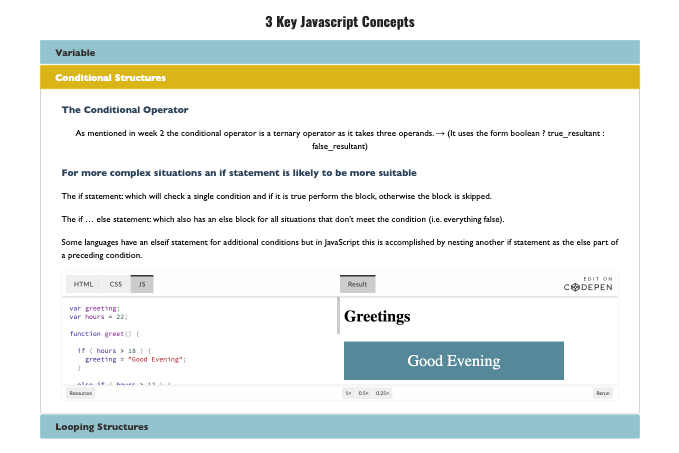 3 Key Javascript Concepts
Variable
Conditional Structures
The Conditional Operator
As mentioned in week 2 the conditional operator is a ternary operator as it takes three operands. → (It uses the form boolean ? true_resultant :
false_resultant)
For more complex situations an if statement is likely to be more suitable
The if statement: which will check a single condition and if it is true perform the block, otherwise the block is skipped.
The if … else statement: which also has an else block for all situations that don't meet the condition (i.e. everything false).
Some languages have an elseif statement for additional conditions but in JavaScript this is accomplished by nesting another if statement as the else part of
a preceding condition.
HTML CSS JS Result EDIT ON
CODEPEN
var greeting;
var hours = 22;
function greet() {
if ( hours > 18 ) {
greeting = "Good Evening";
}
else if ( hours > 12 ) {
Greetings
Good Evening
Resources 1× 0.5× 0.25× Rerun
Looping Structures